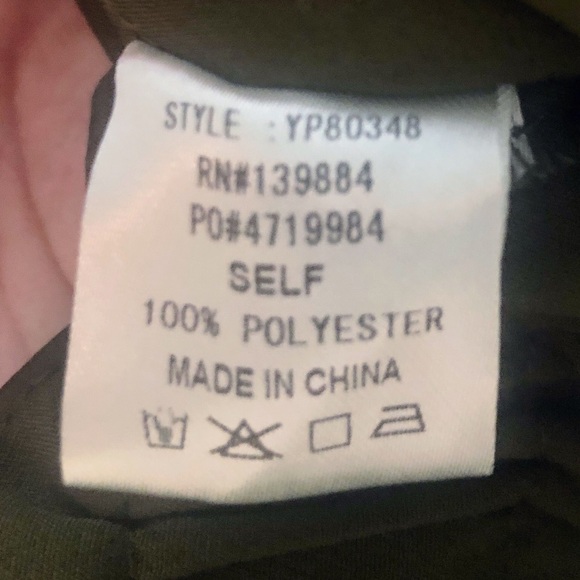 STYLE : YP80348
RN#139884
PO#4719984
SELF
100% POLYESTER
MADE IN CHINA